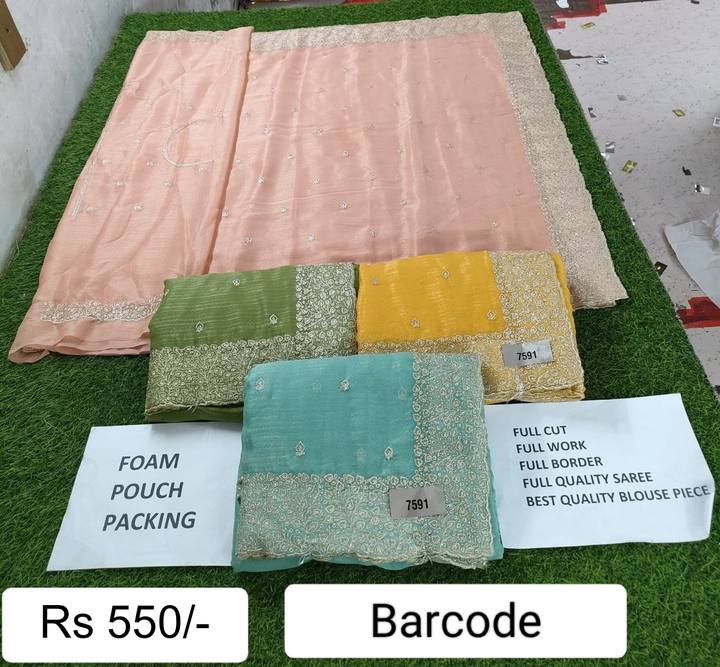 7591
7591
FOAM
POUCH
PACKING
FULL CUT
FULL WORK
FULL BORDER
FULL QUALITY SAREE
BEST QUALITY BLOUSE PIECE
Rs 550/-
Barcode